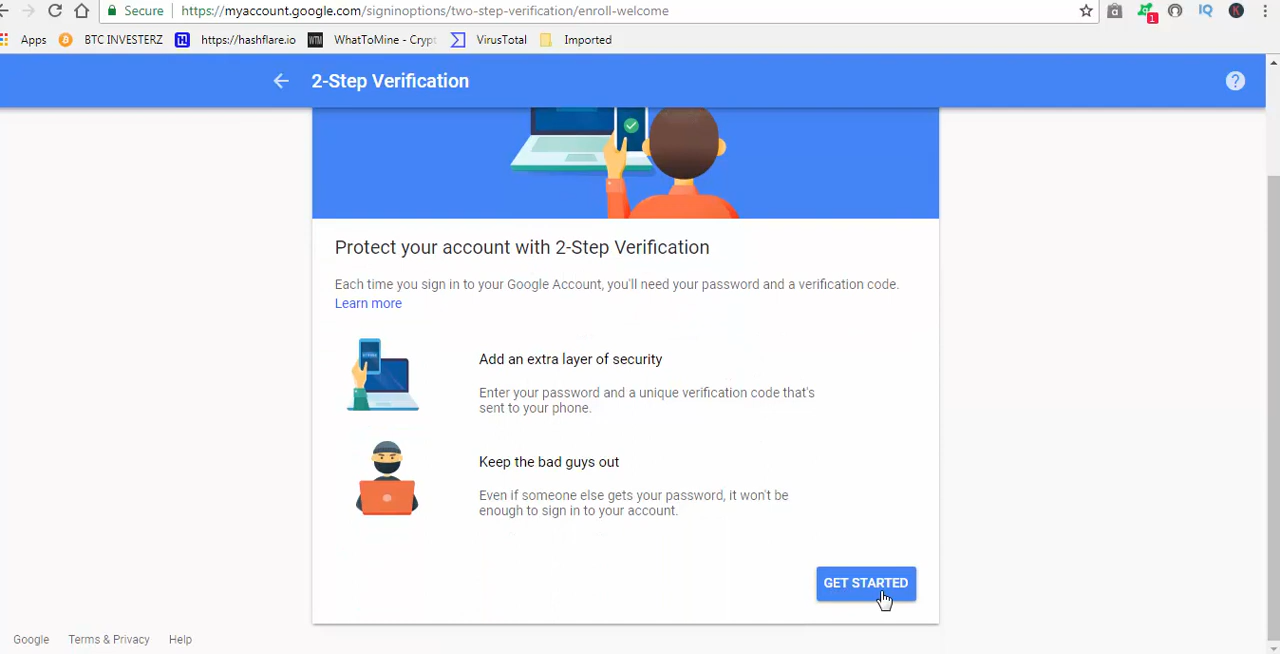 Secure https://myaccount.google.com/signinoptions/two-step-verification/enroll-welcome
1
K
Apps BTC INVESTERZ https://hashflare.io WTM WhatToMine - Crypt VirusTotal Imported
2-Step Verification
?
Protect your account with 2-Step Verification
Each time you sign in to your Google Account, you'll need your password and a verification code.
Learn more
Add an extra layer of security
Enter your password and a unique verification code that's
sent to your phone.
Keep the bad guys out
Even if someone else gets your password, it won't be
enough to sign in to your account.
GET STARTED
Google Terms & Privacy Help